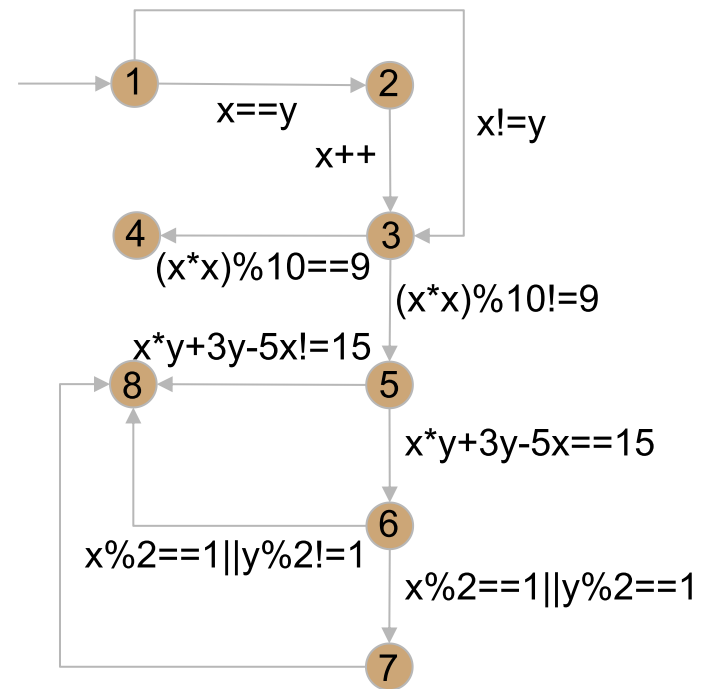 1
2
x==y
x!=y
x++
4
3
(x*x)%10==9
(x*x)%10!=9
x*y+3y-5x!=15
8
5
x*y+3y-5x==15
6
x%2==1||y%2!=1
x%2==1||y%2==1
7